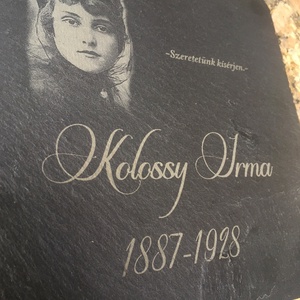 ~Szeretetünk kísérjen.~
Kolossy Irma
1887-1928